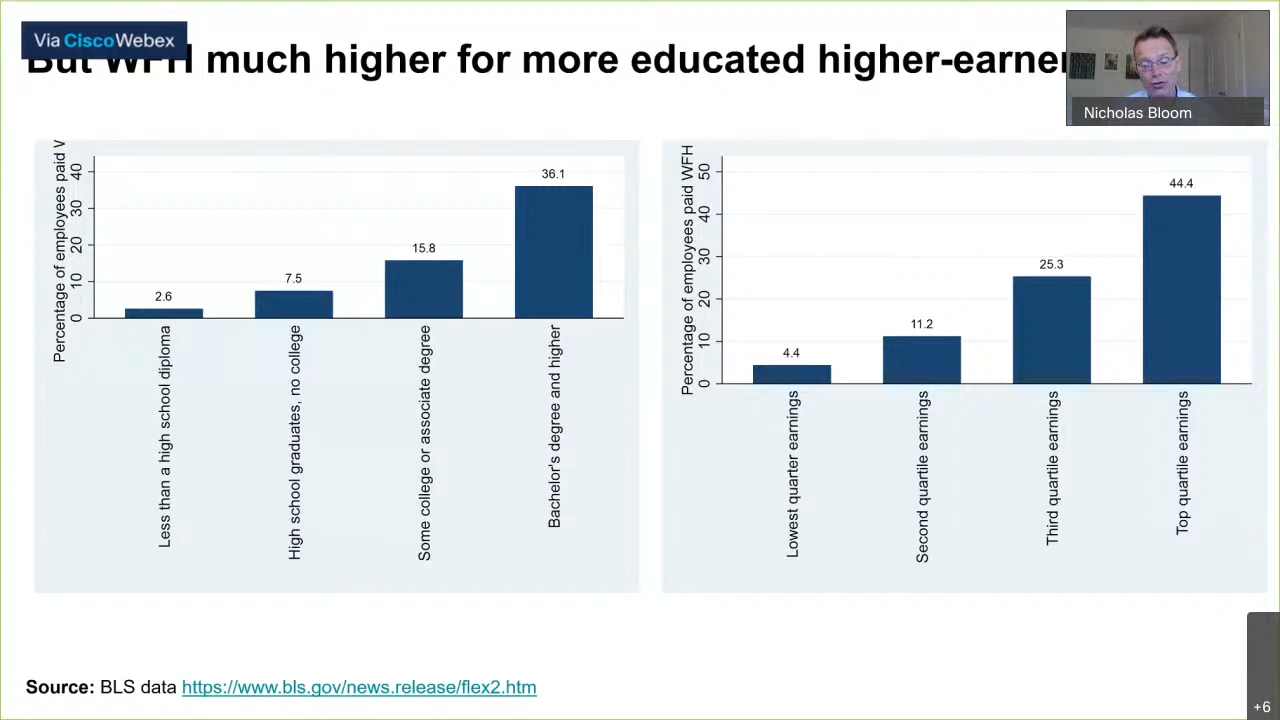 Via Cisco Webex
But WFH much higher for more educated higher-earner
Nicholas Bloom
Percentage of employees paid
40
30
20
10
0
2.6
7.5
15.8
36.1
Less than a high school diploma
High school graduates, no college
Some college or associate degree
Bachelor's degree and higher
Percentage of employees paid WFH
50
40
30
20
10
0
4.4
11.2
25.3
44.4
Lowest quarter earnings
Second quartile earnings
Third quartile earnings
Top quartile earnings
Source: BLS data https://www.bls.gov/news.release/flex2.htm
+6